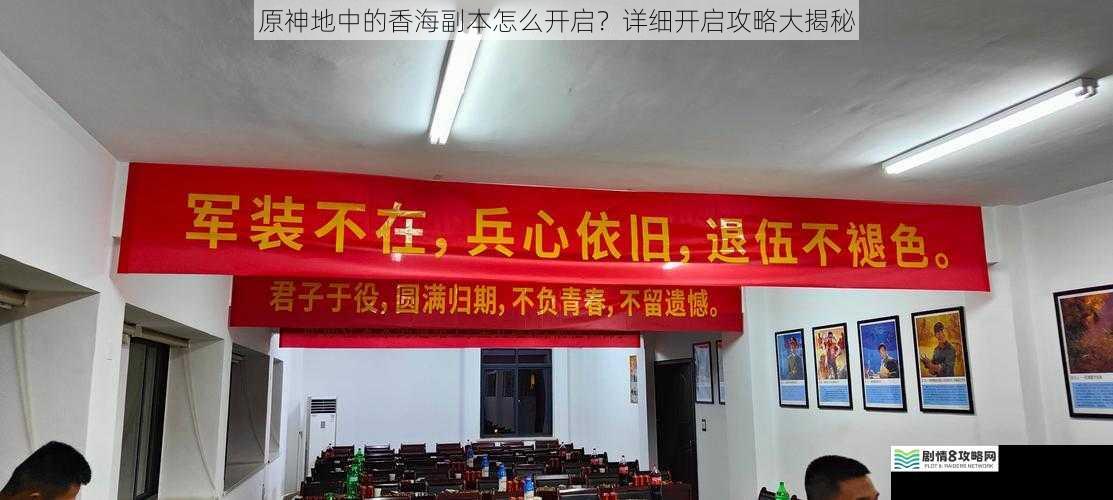 原神地中的香海副本怎么开启？详细开启攻略大揭秘
军装不在，兵心依旧，退伍不褪色。
君子于役，圆满归期，不负青春，不留遗憾。
剧情8攻略网
PLOT & RAIDERS NETWORK